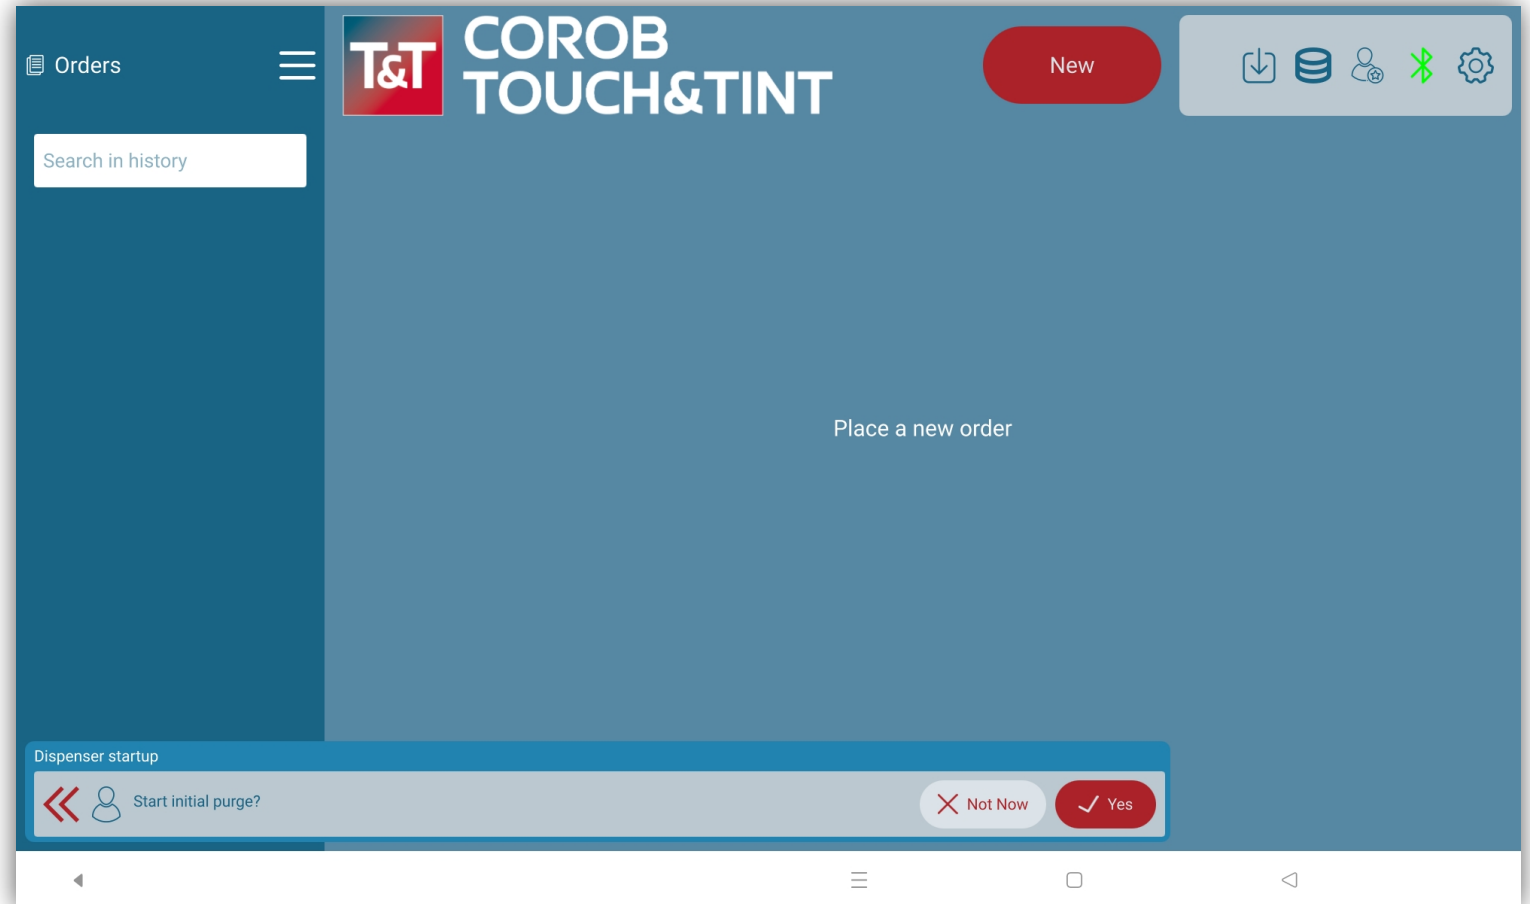 Orders
T&T
COROB
TOUCH&TINT
New
Search in history
Place a new order
Dispenser startup
Start initial purge?
Not Now
Yes